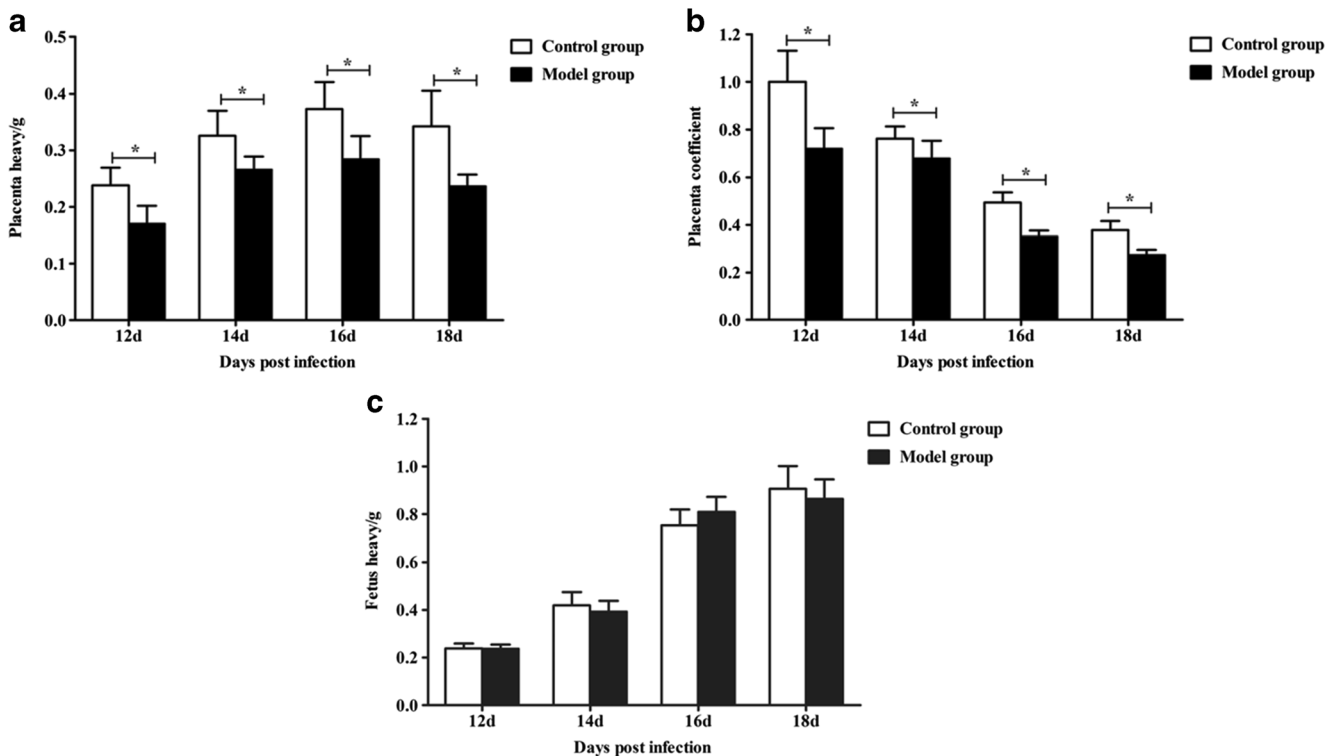 a
Placenta heavy/g
0.5
0.4
0.3
0.2
0.1
0.0
*
*
*
*
Control group
Model group
12d 14d 16d 18d
Days post infection
b
Placenta coefficient
1.2
1.0
0.8
0.6
0.4
0.2
0.0
*
*
*
*
Control group
Model group
12d 14d 16d 18d
Days post infection
c
Fetus heavy/g
1.2
1.0
0.8
0.6
0.4
0.2
0.0
Control group
Model group
12d 14d 16d 18d
Days post infection